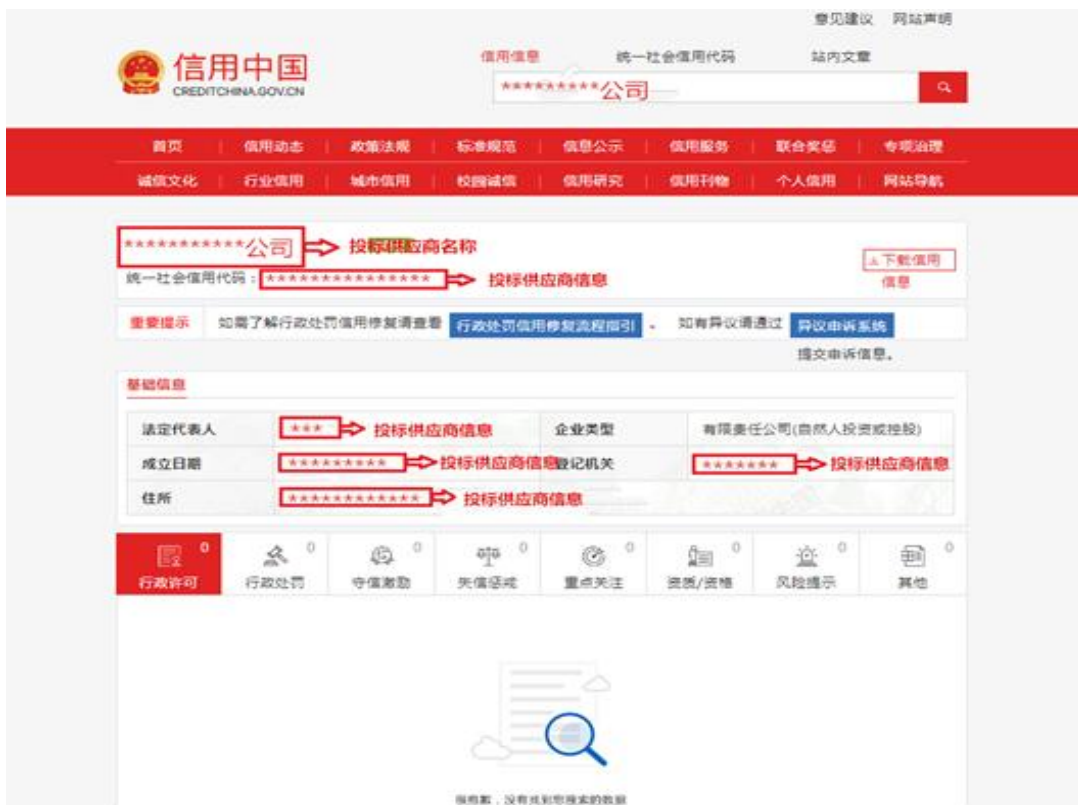 意见建议 网站声明
信用中国
CREDITCHINA.GOV.CN
信用信息 统一社会信用代码 站内文章
*********公司
首页 信用动态 政策法规 标准规范 信息公示 信用服务 联合奖惩 专项治理
诚信文化 行业信用 城市信用 校园诚信 信用研究 信用刊物 个人信用 网站导航
***********公司 投标供应商名称
下载信用
信息
统一社会信用代码：*************** 投标供应商信息
重要提示 如需了解行政处罚信用修复请查看 行政处罚信用修复流程指引 。 如有异议请通过 异议申诉系统
提交申诉信息。
基础信息
法定代表人 *** 投标供应商信息 企业类型 有限责任公司(自然人投资或控股)
成立日期 ********** 投标供应商信息 登记机关 ******* 投标供应商信息
住所 ************ 投标供应商信息
0 0 0 0 0 0 0 0
行政许可 行政处罚 守信激励 失信惩戒 重点关注 资质/资格 风险提示 其他
很抱歉，没有找到您搜索的数据